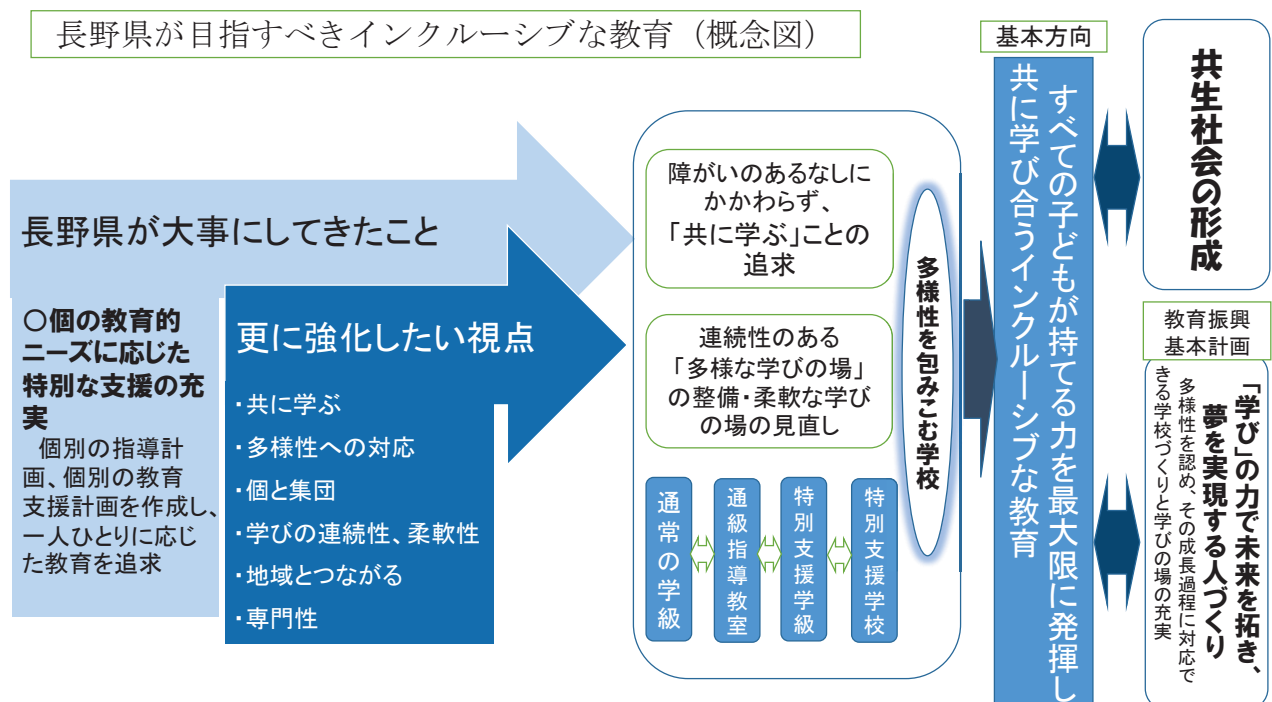 長野県が目指すべきインクルーシブな教育（概念図）
長野県が大事にしてきたこと
〇個の教育的
ニーズに応じた
特別な支援の充
実
個別の指導計
画、個別の教育
支援計画を作成し、
一人ひとりに応じ
た教育を追求
更に強化したい視点
・共に学ぶ
・多様性への対応
・個と集団
・学びの連続性、柔軟性
・地域とつながる
・専門性
障がいのあるなしに
かかわらず、
「共に学ぶ」ことの
追求
連続性のある
「多様な学びの場」
の整備・柔軟な学び
の場の見直し
通常の学級
通級指導教室
特別支援学級
特別支援学校
多様性を包みこむ学校
基本方向
すべての子どもが持てる力を最大限に発揮し
共に学び合うインクルーシブな教育
共生社会の形成
教育振興
基本計画
「学び」の力で未来を拓き、
夢を実現する人づくり
多様性を認め、その成長過程に対応で
きる学校づくりと学びの場の充実